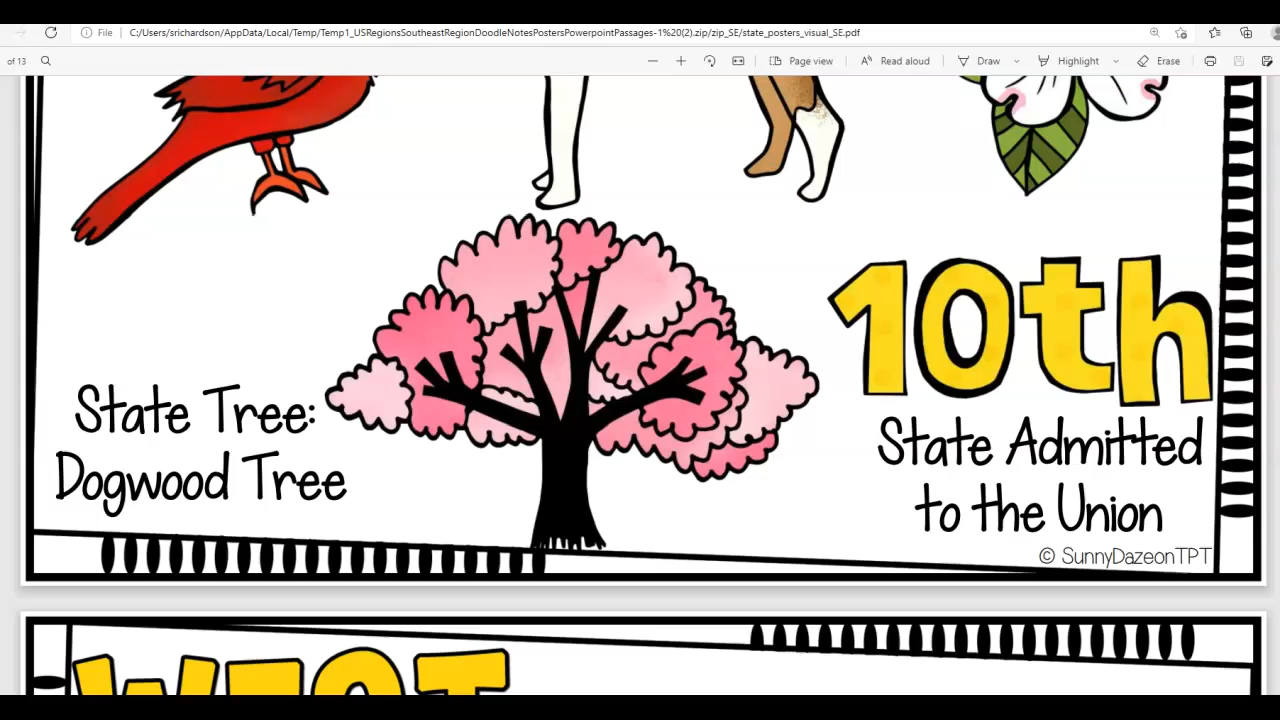 File
C:/Users/srichardson/AppData/Local/Temp/Temp1_USRegionsSoutheastRegionDoodleNotesPostersPowerpointPassages-1%20(2).zip/zip_SE/state_posters_visual_SE.pdf
of 13
Page view
Read aloud
Draw
Highlight
Erase
10th
State Tree:
Dogwood Tree
State Admitted
to the Union
© SunnyDazeonTPT
WEST